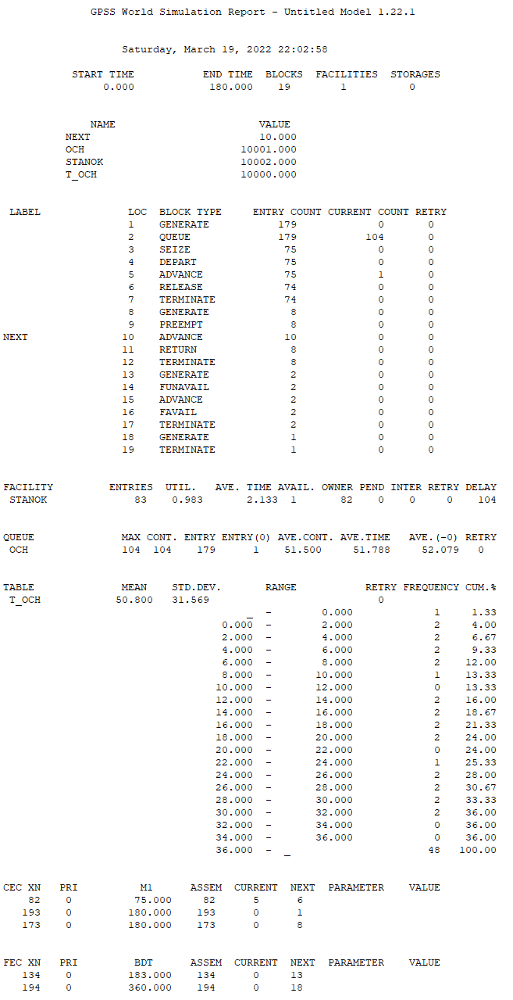 GPSS World Simulation Report - Untitled Model 1.22.1
Saturday, March 19, 2022 22:02:58
START TIME END TIME BLOCKS FACILITIES STORAGES
0.000 180.000 19 1 0
NAME VALUE
NEXT 10.000
OCH 10001.000
STANOK 10002.000
T_OCH 10000.000
LABEL LOC BLOCK TYPE ENTRY COUNT CURRENT COUNT RETRY
1 GENERATE 179 0 0
2 QUEUE 179 104 0
3 SEIZE 75 0 0
4 DEPART 75 0 0
5 ADVANCE 75 1 0
6 RELEASE 74 0 0
7 TERMINATE 74 0 0
8 GENERATE 8 0 0
9 PREEMPT 8 0 0
NEXT 10 ADVANCE 10 0 0
11 RETURN 8 0 0
12 TERMINATE 8 0 0
13 GENERATE 2 0 0
14 FUNAVAIL 2 0 0
15 ADVANCE 2 0 0
16 FAVAIL 2 0 0
17 TERMINATE 2 0 0
18 GENERATE 1 0 0
19 TERMINATE 1 0 0
FACILITY ENTRIES UTIL. AVE. TIME AVAIL. OWNER PEND INTER RETRY DELAY
STANOK 83 0.983 2.133 1 82 0 0 0 104
QUEUE MAX CONT. ENTRY ENTRY(0) AVE.CONT. AVE.TIME AVE.(-0) RETRY
OCH 104 104 179 1 51.500 51.788 52.079 0
TABLE MEAN STD.DEV. RANGE RETRY FREQUENCY CUM.%
T_OCH 50.800 31.569 0
_ - 0.000 1 1.33
0.000 - 2.000 2 4.00
2.000 - 4.000 2 6.67
4.000 - 6.000 2 9.33
6.000 - 8.000 2 12.00
8.000 - 10.000 1 13.33
10.000 - 12.000 0 13.33
12.000 - 14.000 2 16.00
14.000 - 16.000 2 18.67
16.000 - 18.000 2 21.33
18.000 - 20.000 2 24.00
20.000 - 22.000 0 24.00
22.000 - 24.000 1 25.33
24.000 - 26.000 2 28.00
26.000 - 28.000 2 30.67
28.000 - 30.000 2 33.33
30.000 - 32.000 2 36.00
32.000 - 34.000 0 36.00
34.000 - 36.000 0 36.00
36.000 - _ 48 100.00
CEC XN PRI M1 ASSEM CURRENT NEXT PARAMETER VALUE
82 0 75.000 82 5 6
193 0 180.000 193 0 1
173 0 180.000 173 0 8
FEC XN PRI BDT ASSEM CURRENT NEXT PARAMETER VALUE
134 0 183.000 134 0 13
194 0 360.000 194 0 18